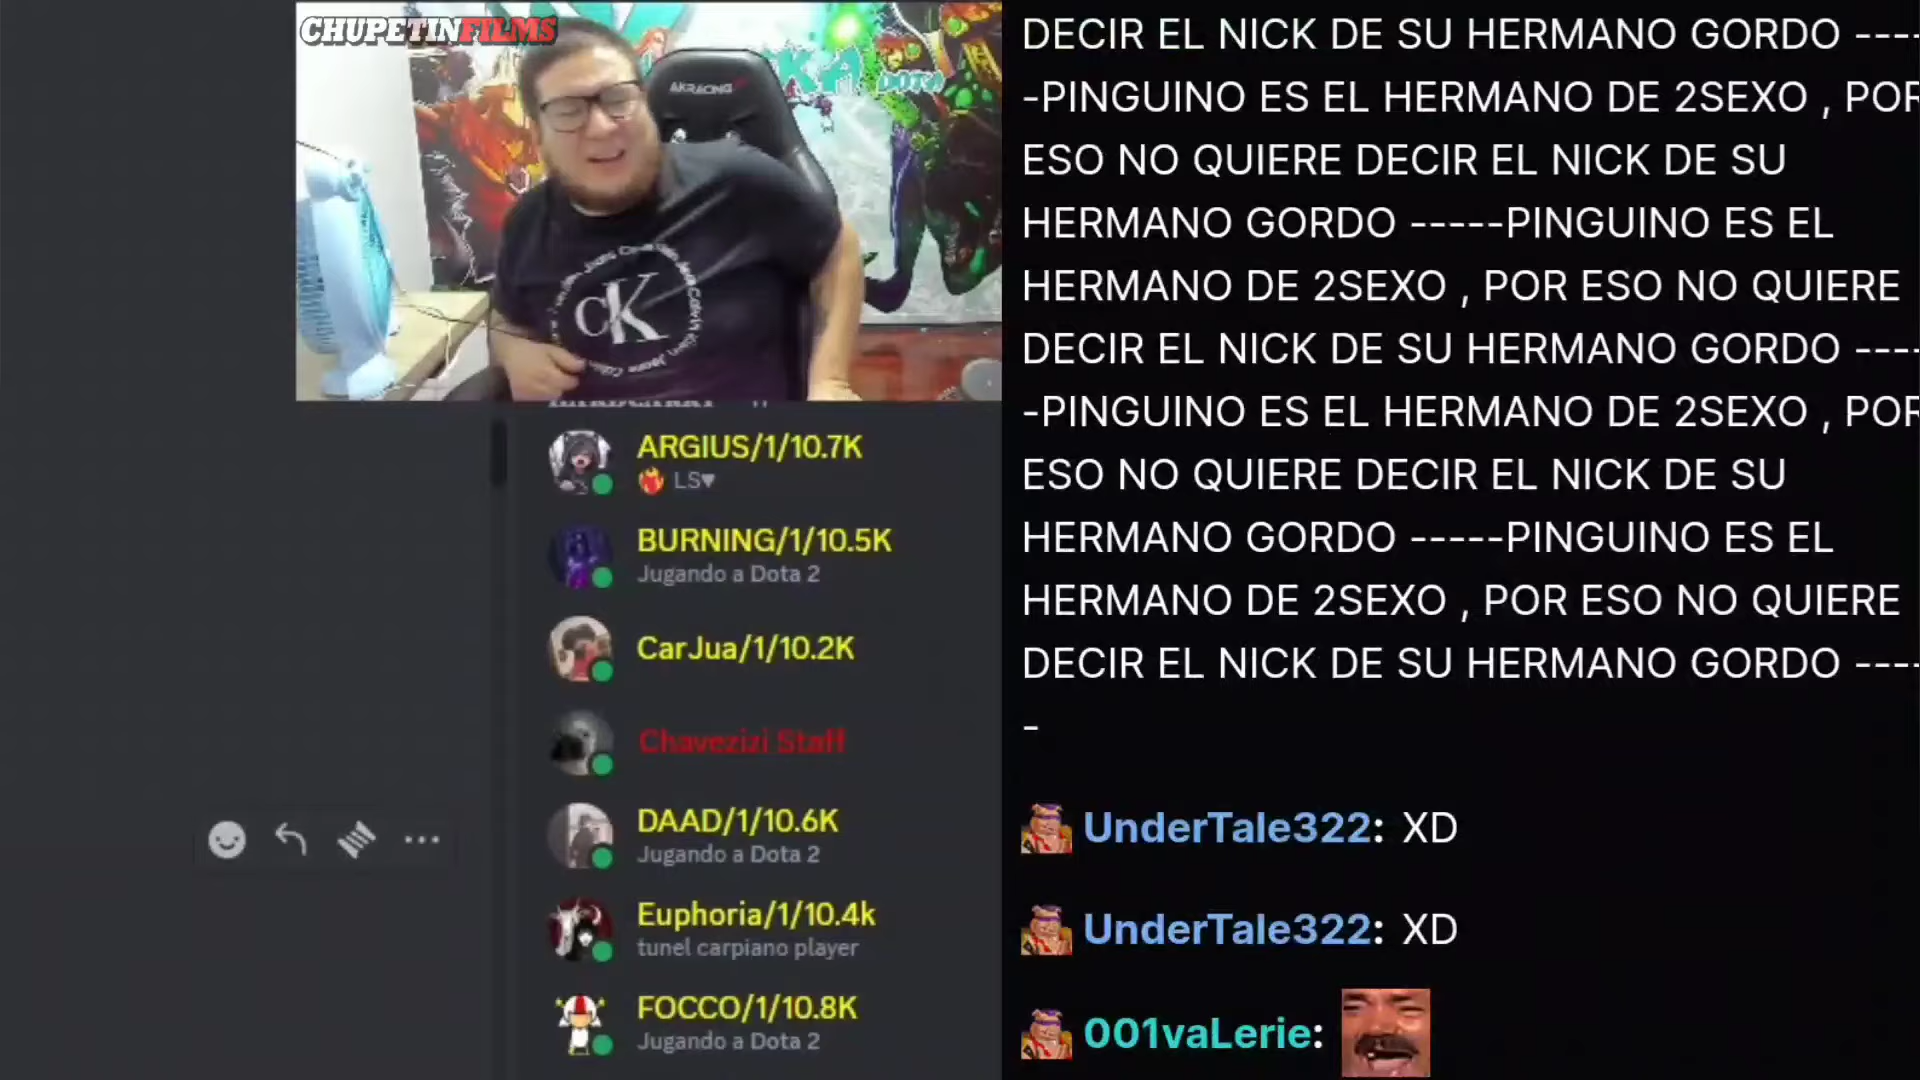 CHUPETINFILMS
AKRACING
KA
DOTA
CK
ARGIUS/1/10.7K
LS♥
BURNING/1/10.5K
Jugando a Dota 2
CarJua/1/10.2K
Chavezizi Staff
DAAD/1/10.6K
Jugando a Dota 2
Euphoria/1/10.4k
tunel carpiano player
FOCCO/1/10.8K
Jugando a Dota 2
DECIR EL NICK DE SU HERMANO GORDO ----
-PINGUINO ES EL HERMANO DE 2SEXO , POR
ESO NO QUIERE DECIR EL NICK DE SU
HERMANO GORDO -----PINGUINO ES EL
HERMANO DE 2SEXO , POR ESO NO QUIERE
DECIR EL NICK DE SU HERMANO GORDO ----
-PINGUINO ES EL HERMANO DE 2SEXO , POR
ESO NO QUIERE DECIR EL NICK DE SU
HERMANO GORDO -----PINGUINO ES EL
HERMANO DE 2SEXO , POR ESO NO QUIERE
DECIR EL NICK DE SU HERMANO GORDO ----
-
UnderTale322: XD
UnderTale322: XD
001vaLerie: